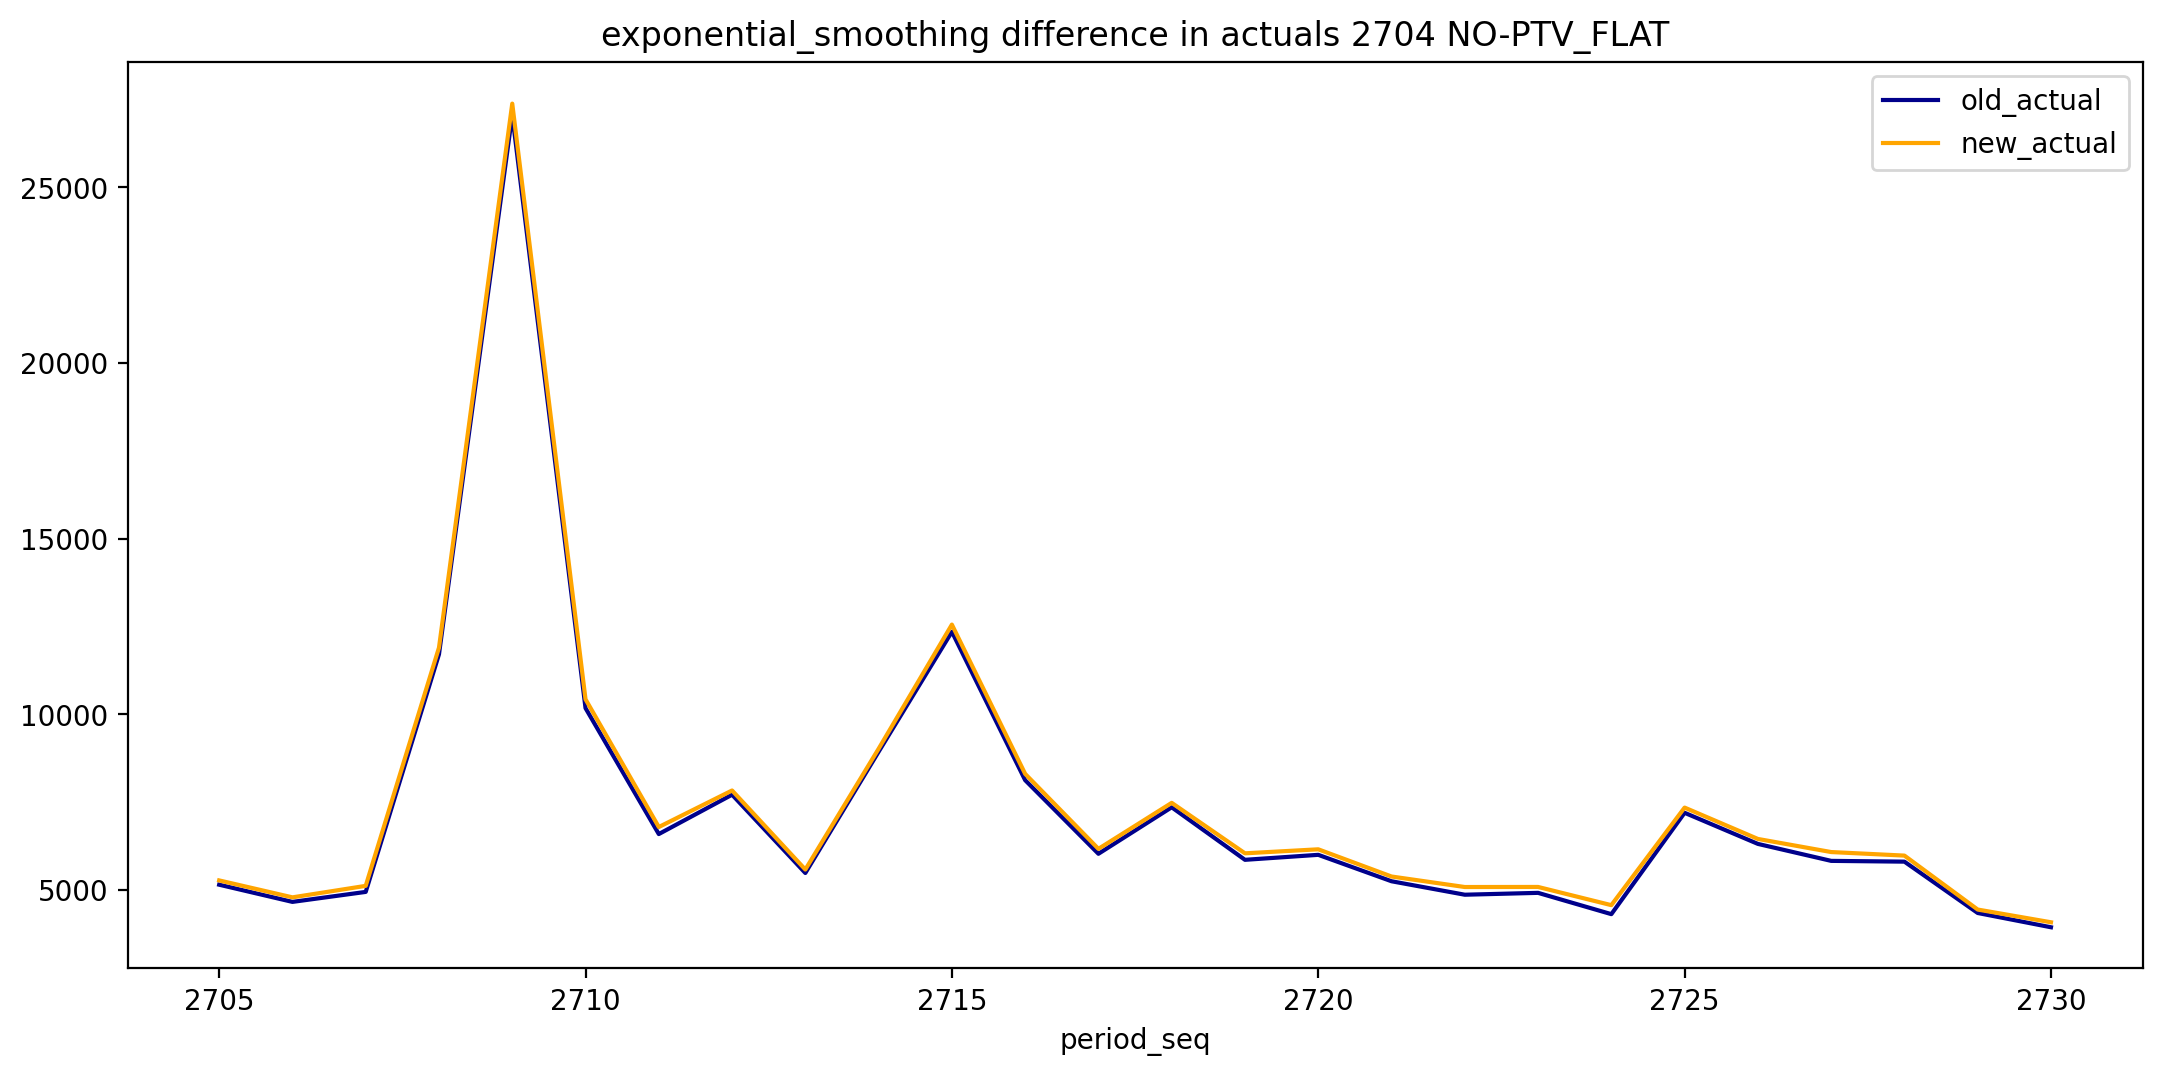 exponential_smoothing difference in actuals 2704 NO-PTV_FLAT
old_actual
new_actual
25000
20000
15000
10000
5000
2705 2710 2715 2720 2725 2730
period_seq